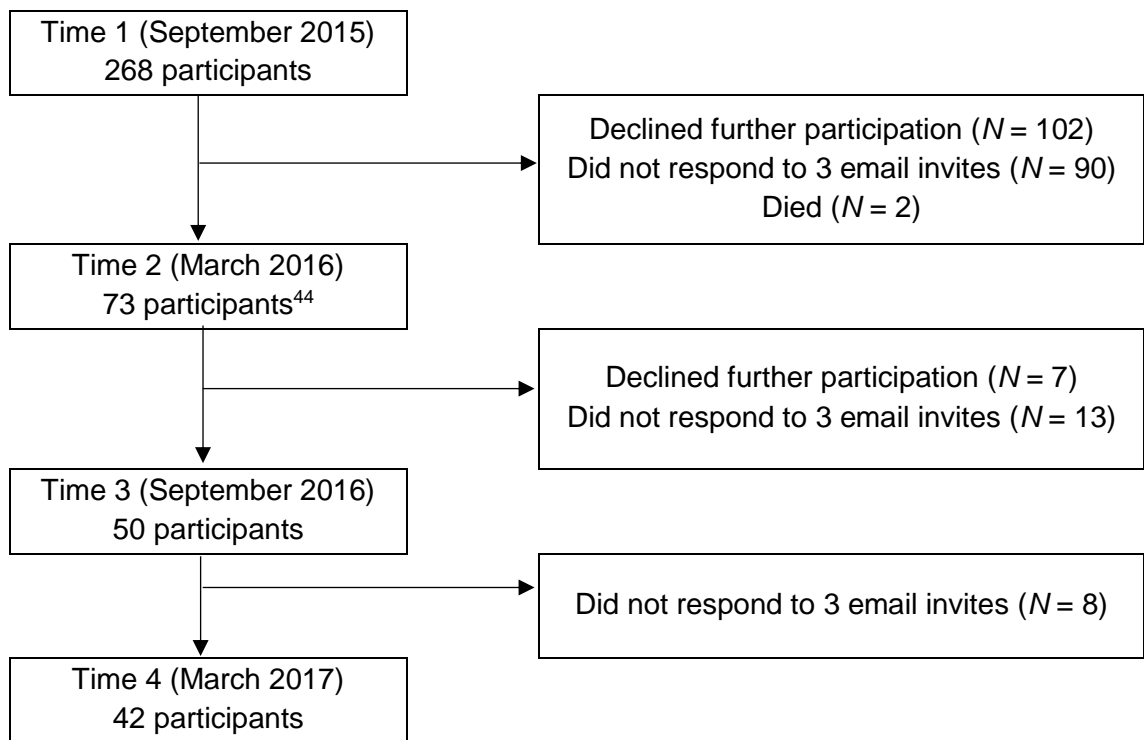 Time 1 (September 2015)
268 participants
Declined further participation (N = 102)
Did not respond to 3 email invites (N = 90)
Died (N = 2)
Time 2 (March 2016)
73 participants⁴⁴
Declined further participation (N = 7)
Did not respond to 3 email invites (N = 13)
Time 3 (September 2016)
50 participants
Did not respond to 3 email invites (N = 8)
Time 4 (March 2017)
42 participants